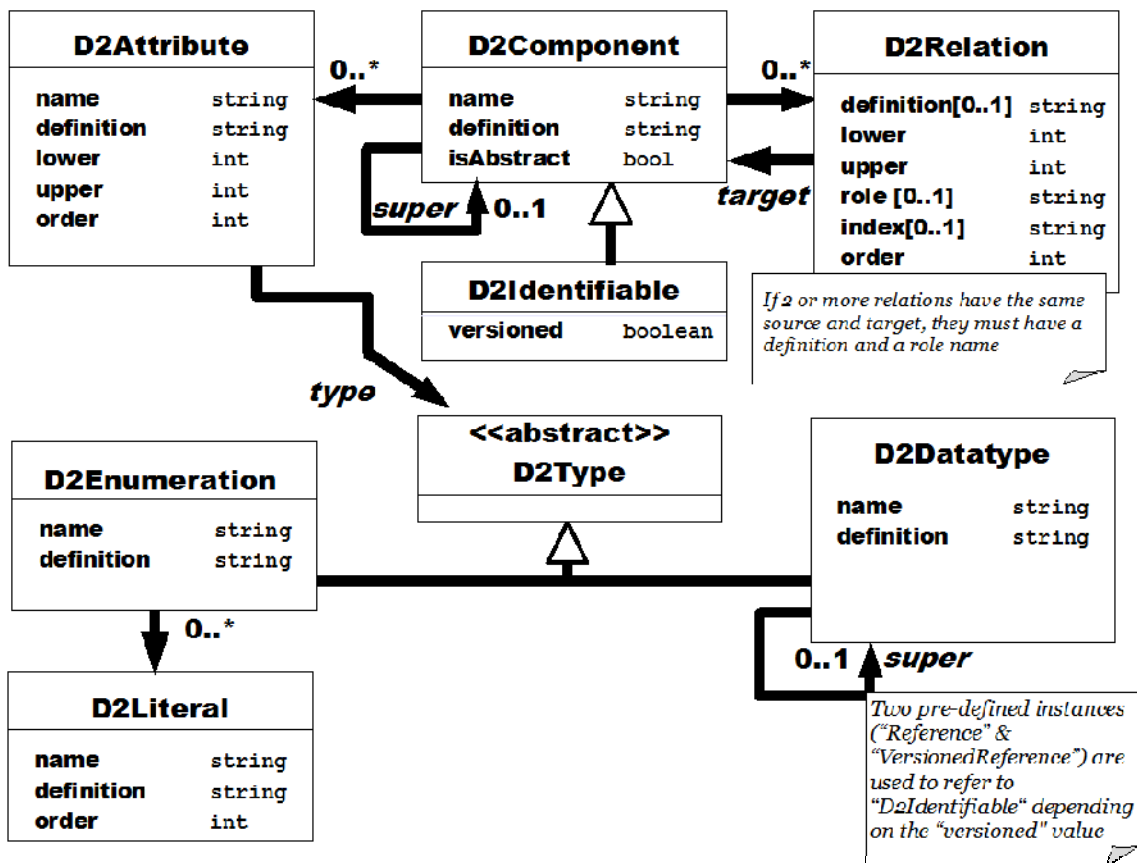 D2Attribute
name string
definition string
lower int
upper int
order int
0..*
D2Component
name string
definition string
isAbstract bool
super 0..1
0..*
target
D2Relation
definition[0..1] string
lower int
upper int
role [0..1] string
index[0..1] string
order int
If 2 or more relations have the same
source and target, they must have a
definition and a role name
D2Identifiable
versioned boolean
type
<<abstract>>
D2Type
D2Enumeration
name string
definition string
0..*
D2Literal
name string
definition string
order int
D2Datatype
name string
definition string
0..1 super
Two pre-defined instances
("Reference" &
"VersionedReference") are
used to refer to
"D2Identifiable" depending
on the "versioned" value